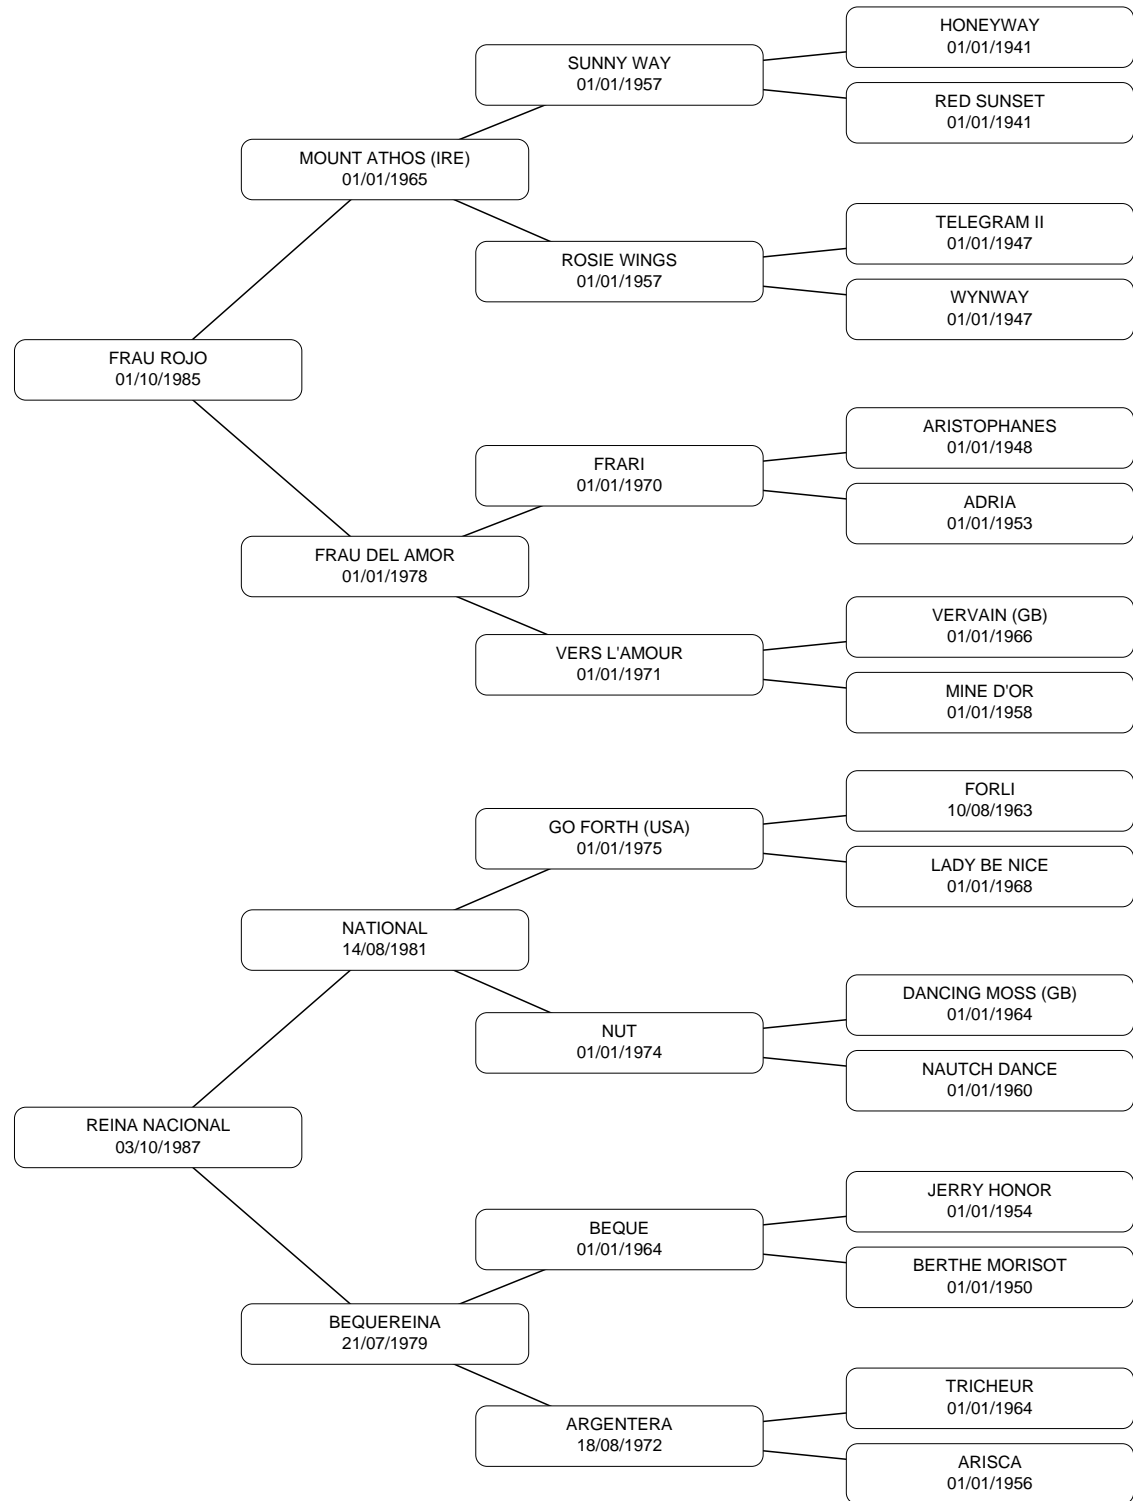 HONEYWAY
01/01/1941
SUNNY WAY
01/01/1957
RED SUNSET
01/01/1941
MOUNT ATHOS (IRE)
01/01/1965
TELEGRAM II
01/01/1947
ROSIE WINGS
01/01/1957
WYNWAY
01/01/1947
FRAU ROJO
01/10/1985
ARISTOPHANES
01/01/1948
FRARI
01/01/1970
ADRIA
01/01/1953
FRAU DEL AMOR
01/01/1978
VERVAIN (GB)
01/01/1966
VERS L'AMOUR
01/01/1971
MINE D'OR
01/01/1958
FORLI
10/08/1963
GO FORTH (USA)
01/01/1975
LADY BE NICE
01/01/1968
NATIONAL
14/08/1981
DANCING MOSS (GB)
01/01/1964
NUT
01/01/1974
NAUTCH DANCE
01/01/1960
REINA NACIONAL
03/10/1987
JERRY HONOR
01/01/1954
BEQUE
01/01/1964
BERTHE MORISOT
01/01/1950
BEQUEREINA
21/07/1979
TRICHEUR
01/01/1964
ARGENTERA
18/08/1972
ARISCA
01/01/1956